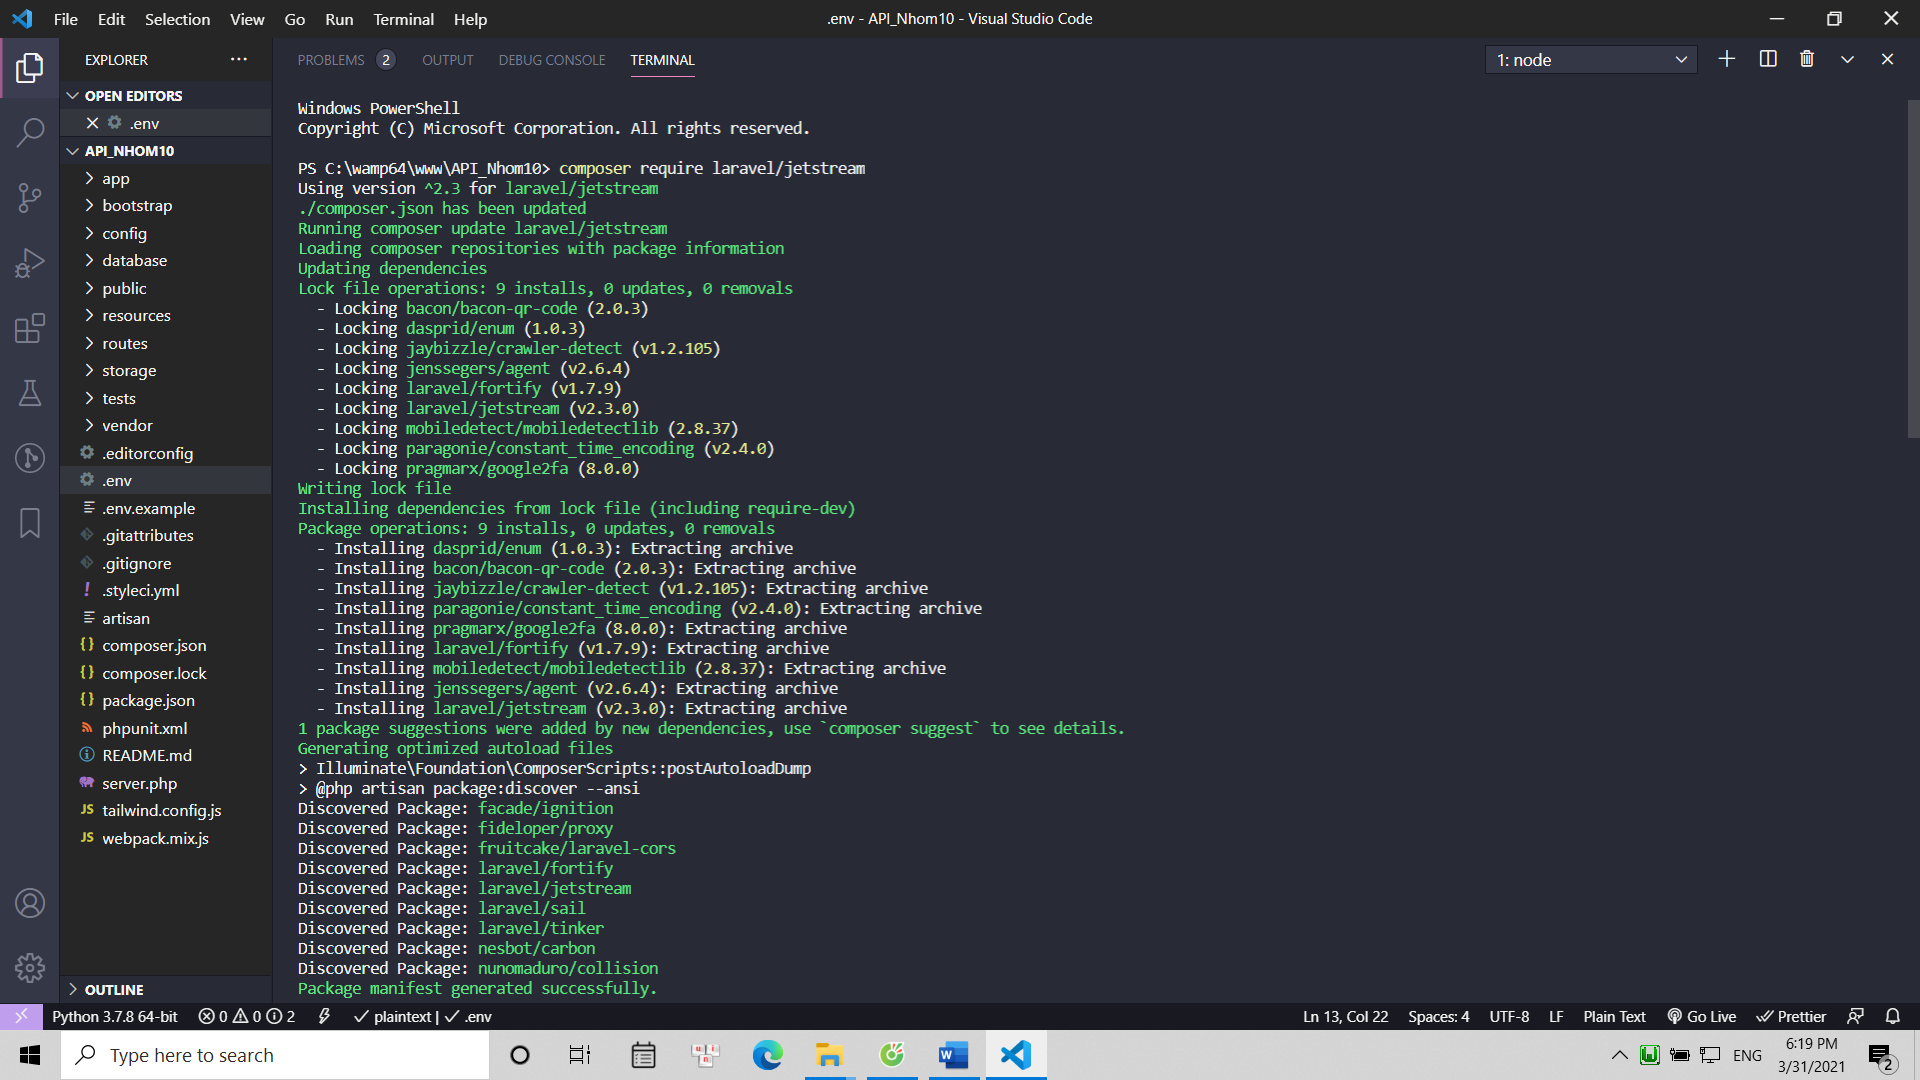 File Edit Selection View Go Run Terminal Help
.env - API_Nhom10 - Visual Studio Code
EXPLORER
OPEN EDITORS
.env
API_NHOM10
app
bootstrap
config
database
public
resources
routes
storage
tests
vendor
.editorconfig
.env
.env.example
.gitattributes
.gitignore
.styleci.yml
artisan
composer.json
composer.lock
package.json
phpunit.xml
README.md
server.php
tailwind.config.js
webpack.mix.js
OUTLINE
PROBLEMS 2 OUTPUT DEBUG CONSOLE TERMINAL
1: node
Windows PowerShell
Copyright (C) Microsoft Corporation. All rights reserved.
PS C:\wamp64\www\API_Nhom10> composer require laravel/jetstream
Using version ^2.3 for laravel/jetstream
./composer.json has been updated
Running composer update laravel/jetstream
Loading composer repositories with package information
Updating dependencies
Lock file operations: 9 installs, 0 updates, 0 removals
- Locking bacon/bacon-qr-code (2.0.3)
- Locking dasprid/enum (1.0.3)
- Locking jaybizzle/crawler-detect (v1.2.105)
- Locking jenssegers/agent (v2.6.4)
- Locking laravel/fortify (v1.7.9)
- Locking laravel/jetstream (v2.3.0)
- Locking mobiledetect/mobiledetectlib (2.8.37)
- Locking paragonie/constant_time_encoding (v2.4.0)
- Locking pragmarx/google2fa (8.0.0)
Writing lock file
Installing dependencies from lock file (including require-dev)
Package operations: 9 installs, 0 updates, 0 removals
- Installing dasprid/enum (1.0.3): Extracting archive
- Installing bacon/bacon-qr-code (2.0.3): Extracting archive
- Installing jaybizzle/crawler-detect (v1.2.105): Extracting archive
- Installing paragonie/constant_time_encoding (v2.4.0): Extracting archive
- Installing pragmarx/google2fa (8.0.0): Extracting archive
- Installing laravel/fortify (v1.7.9): Extracting archive
- Installing mobiledetect/mobiledetectlib (2.8.37): Extracting archive
- Installing jenssegers/agent (v2.6.4): Extracting archive
- Installing laravel/jetstream (v2.3.0): Extracting archive
1 package suggestions were added by new dependencies, use `composer suggest` to see details.
Generating optimized autoload files
> Illuminate\Foundation\ComposerScripts::postAutoloadDump
> @php artisan package:discover --ansi
Discovered Package: facade/ignition
Discovered Package: fideloper/proxy
Discovered Package: fruitcake/laravel-cors
Discovered Package: laravel/fortify
Discovered Package: laravel/jetstream
Discovered Package: laravel/sail
Discovered Package: laravel/tinker
Discovered Package: nesbot/carbon
Discovered Package: nunomaduro/collision
Package manifest generated successfully.
Python 3.7.8 64-bit 0 0 2 plaintext | .env
Ln 13, Col 22 Spaces: 4 UTF-8 LF Plain Text Go Live Prettier
Type here to search
ENG
6:19 PM
3/31/2021
2